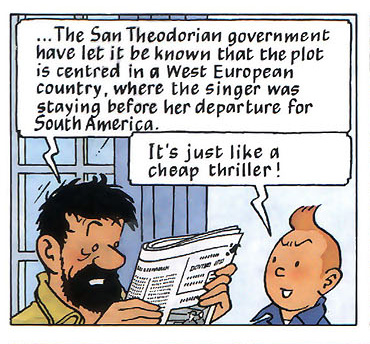 ...The San Theodorian government
have let it be known that the plot
is centred in a West European
country, where the singer was
staying before her departure for
South America.
It's just like a
cheap thriller!